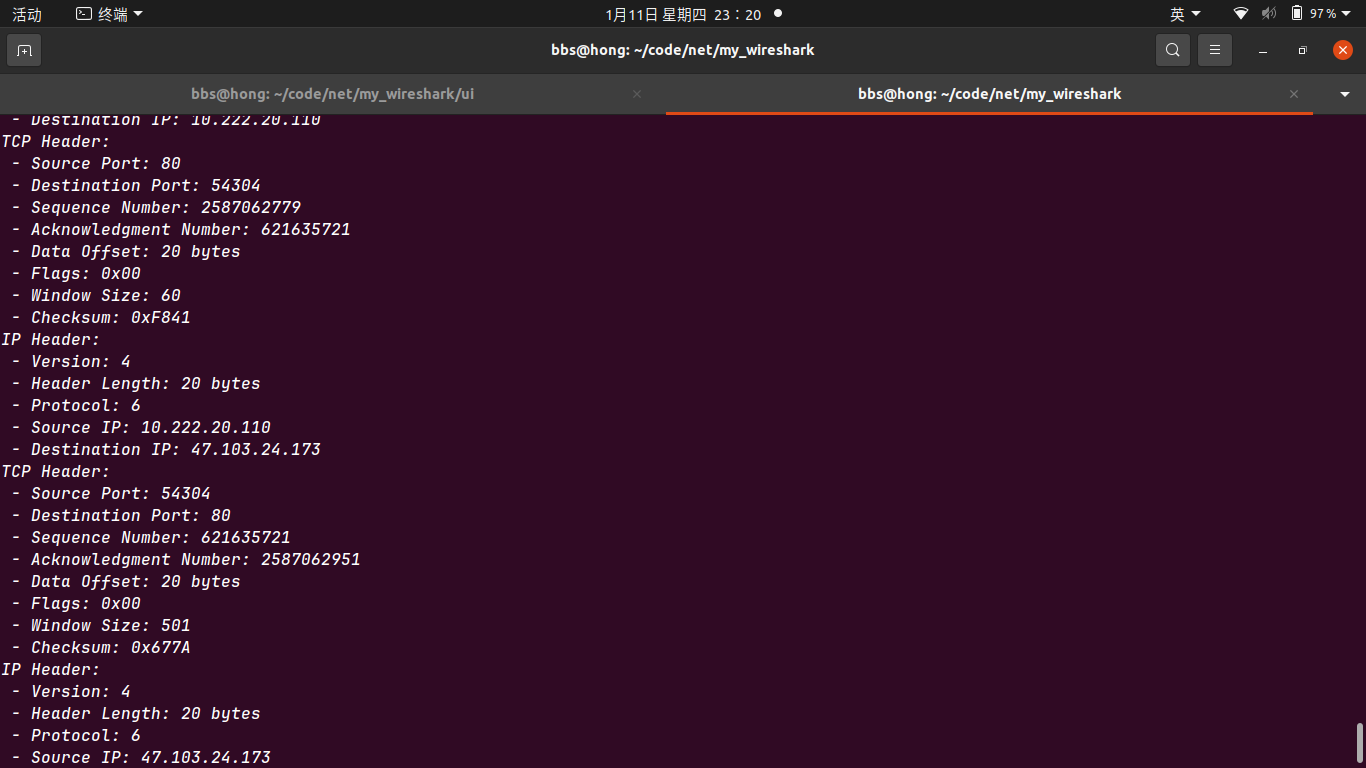 活动 终端 1月11日 星期四 23：20 英 97%
bbs@hong: ~/code/net/my_wireshark
bbs@hong: ~/code/net/my_wireshark/ui bbs@hong: ~/code/net/my_wireshark
- Destination IP: 10.222.20.110
TCP Header:
- Source Port: 80
- Destination Port: 54304
- Sequence Number: 2587062779
- Acknowledgment Number: 621635721
- Data Offset: 20 bytes
- Flags: 0x00
- Window Size: 60
- Checksum: 0xF841
IP Header:
- Version: 4
- Header Length: 20 bytes
- Protocol: 6
- Source IP: 10.222.20.110
- Destination IP: 47.103.24.173
TCP Header:
- Source Port: 54304
- Destination Port: 80
- Sequence Number: 621635721
- Acknowledgment Number: 2587062951
- Data Offset: 20 bytes
- Flags: 0x00
- Window Size: 501
- Checksum: 0x677A
IP Header:
- Version: 4
- Header Length: 20 bytes
- Protocol: 6
- Source IP: 47.103.24.173